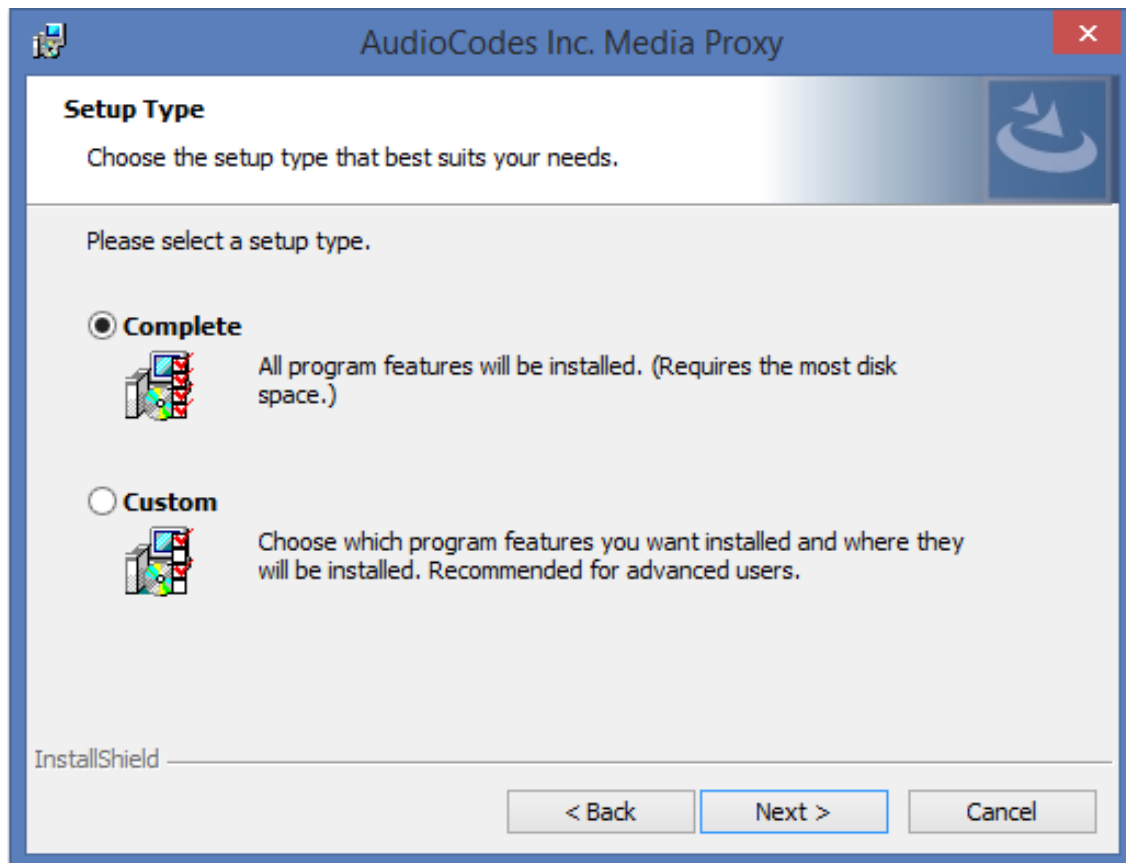 AudioCodes Inc. Media Proxy
Setup Type
Choose the setup type that best suits your needs.
Please select a setup type.
Complete
All program features will be installed. (Requires the most disk
space.)
Custom
Choose which program features you want installed and where they
will be installed. Recommended for advanced users.
InstallShield
< Back
Next >
Cancel